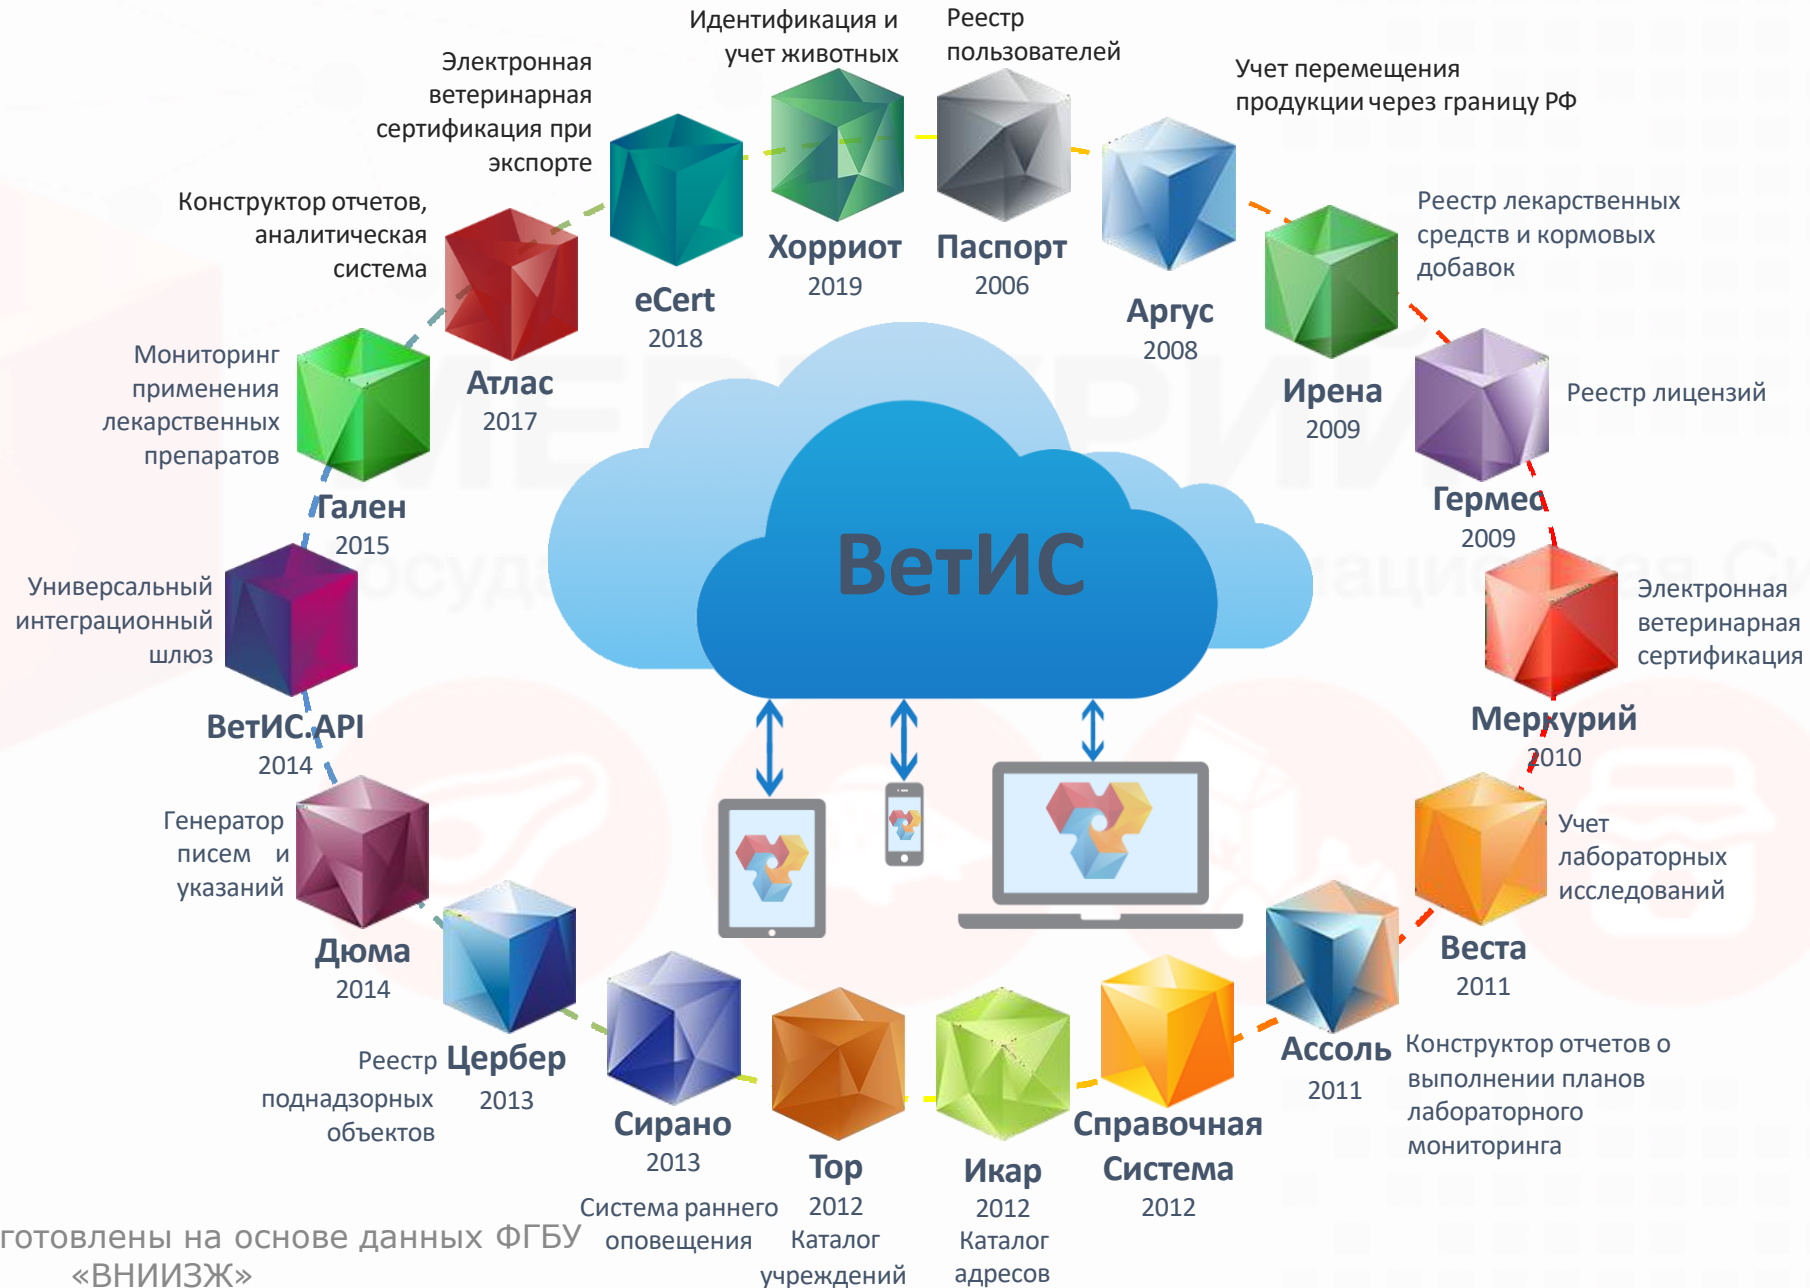 Идентификация и
учет животных
Хорриот
2019
Реестр
пользователей
Паспорт
2006
Учет перемещения
продукции через границу РФ
Аргус
2008
Реестр лекарственных
средств и кормовых
добавок
Ирена
2009
Реестр лицензий
Гермес
2009
Электронная
ветеринарная
сертификация
Меркурий
2010
Учет
лабораторных
исследований
Веста
2011
Ассоль
2011
Конструктор отчетов о
выполнении планов
лабораторного
мониторинга
Справочная
Система
2012
Икар
2012
Каталог
адресов
Тор
2012
Каталог
учреждений
Сирано
2013
Система раннего
оповещения
Цербер
2013
Реестр
поднадзорных
объектов
Генератор
писем и
указаний
Дюма
2014
Универсальный
интеграционный
шлюз
ВетИС.API
2014
Мониторинг
применения
лекарственных
препаратов
Гален
2015
Конструктор отчетов,
аналитическая
система
Атлас
2017
Электронная
ветеринарная
сертификация при
экспорте
eCert
2018
ВетИС
готовлены на основе данных ФГБУ
«ВНИИЗЖ»